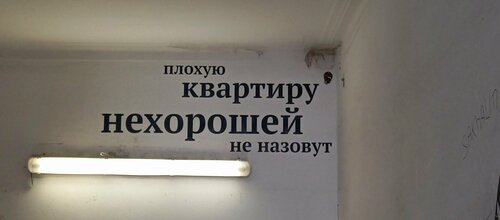 плохую
квартиру
нехорошей
не назовут